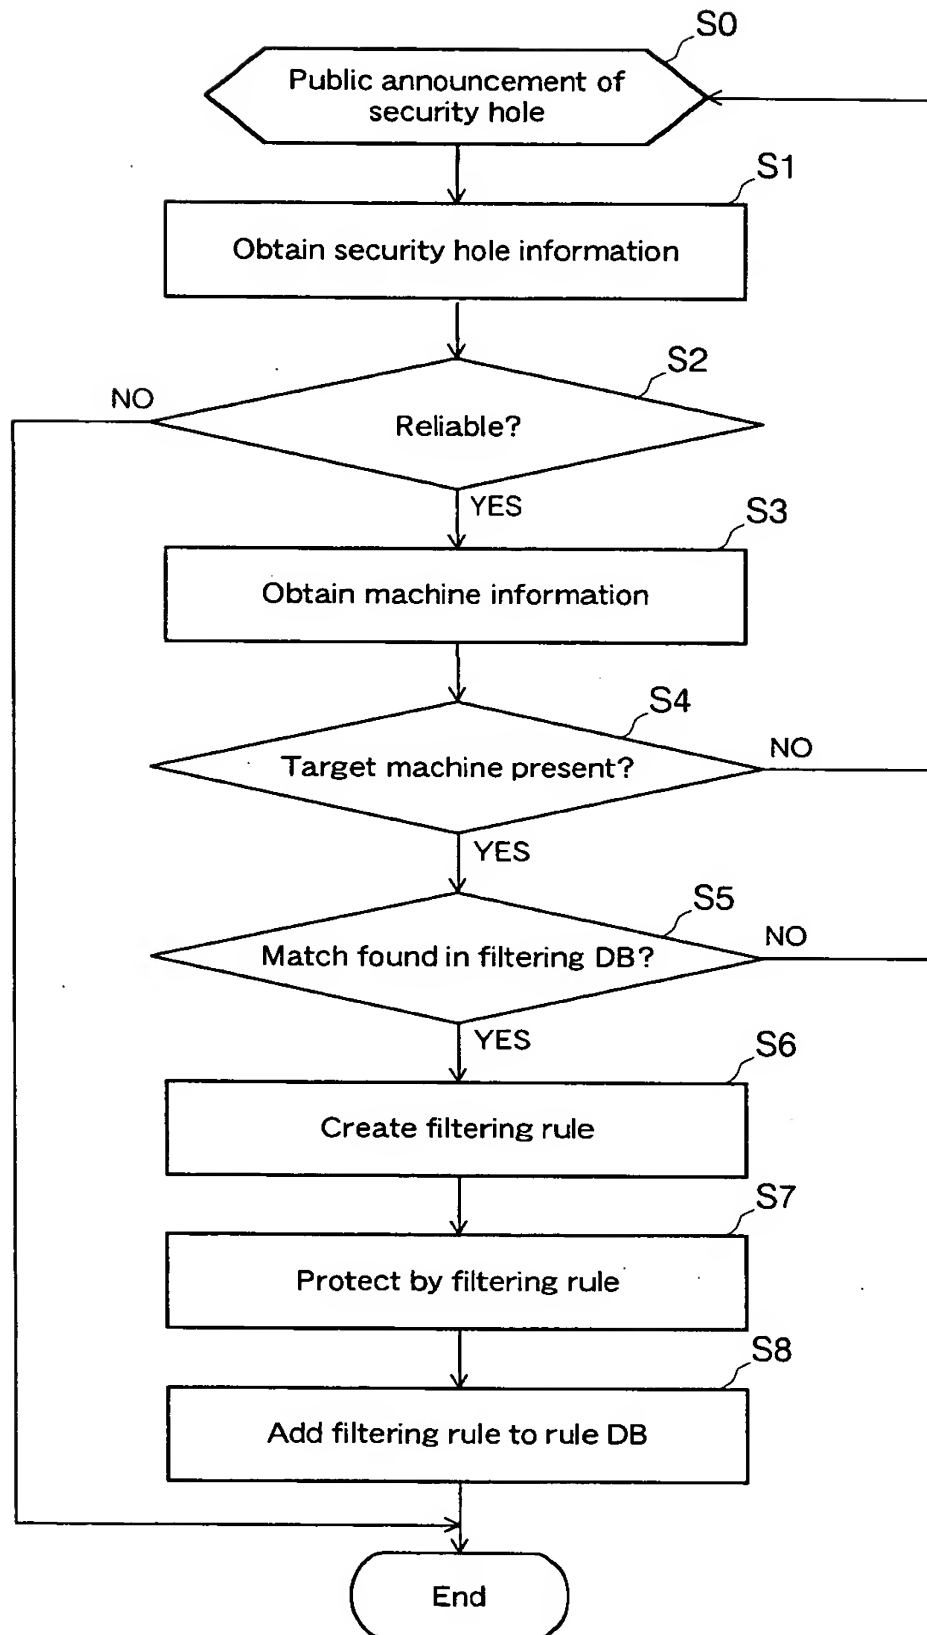 S0
Public announcement of
security hole
S1
Obtain security hole information
S2
NO
Reliable?
YES
S3
Obtain machine information
S4
NO
Target machine present?
YES
S5
NO
Match found in filtering DB?
YES
S6
Create filtering rule
S7
Protect by filtering rule
S8
Add filtering rule to rule DB
End